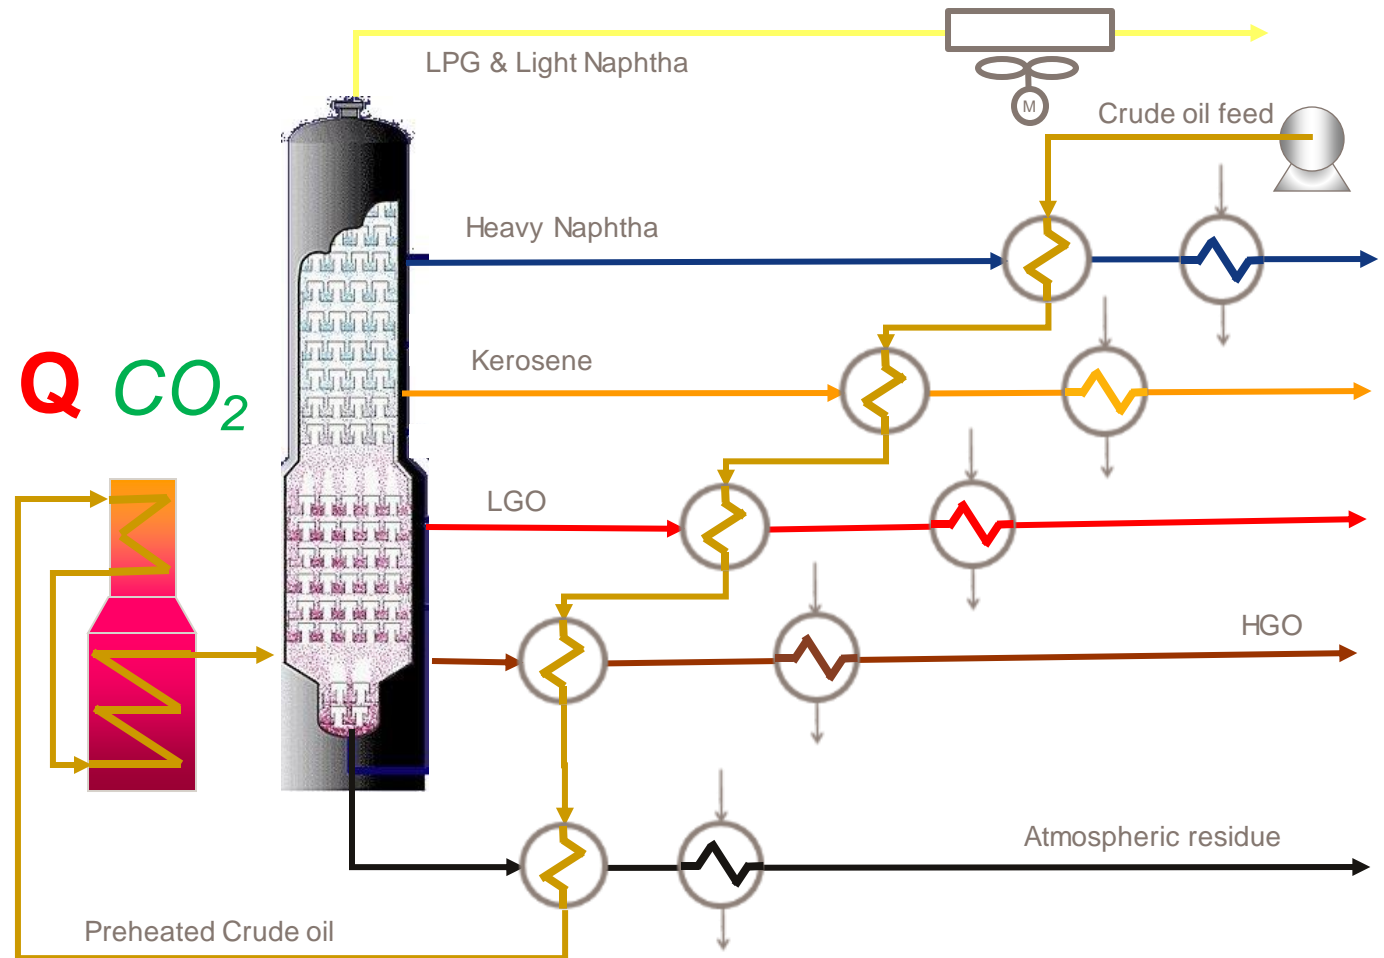 LPG & Light Naphtha
M
Crude oil feed
Heavy Naphtha
Kerosene
Q CO2
LGO
HGO
Atmospheric residue
Preheated Crude oil